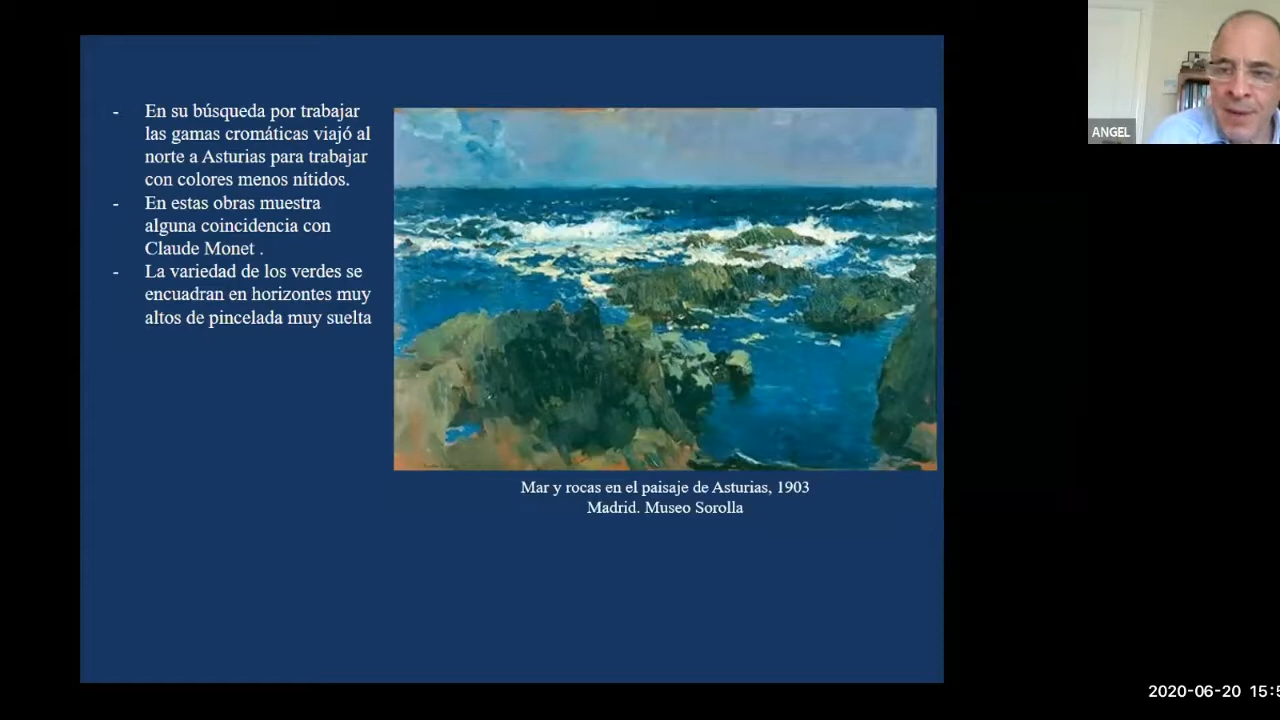 - En su búsqueda por trabajar
las gamas cromáticas viajó al
norte a Asturias para trabajar
con colores menos nítidos.
- En estas obras muestra
alguna coincidencia con
Claude Monet .
- La variedad de los verdes se
encuadran en horizontes muy
altos de pincelada muy suelta
Mar y rocas en el paisaje de Asturias, 1903
Madrid. Museo Sorolla
ANGEL
2020-06-20 15:5